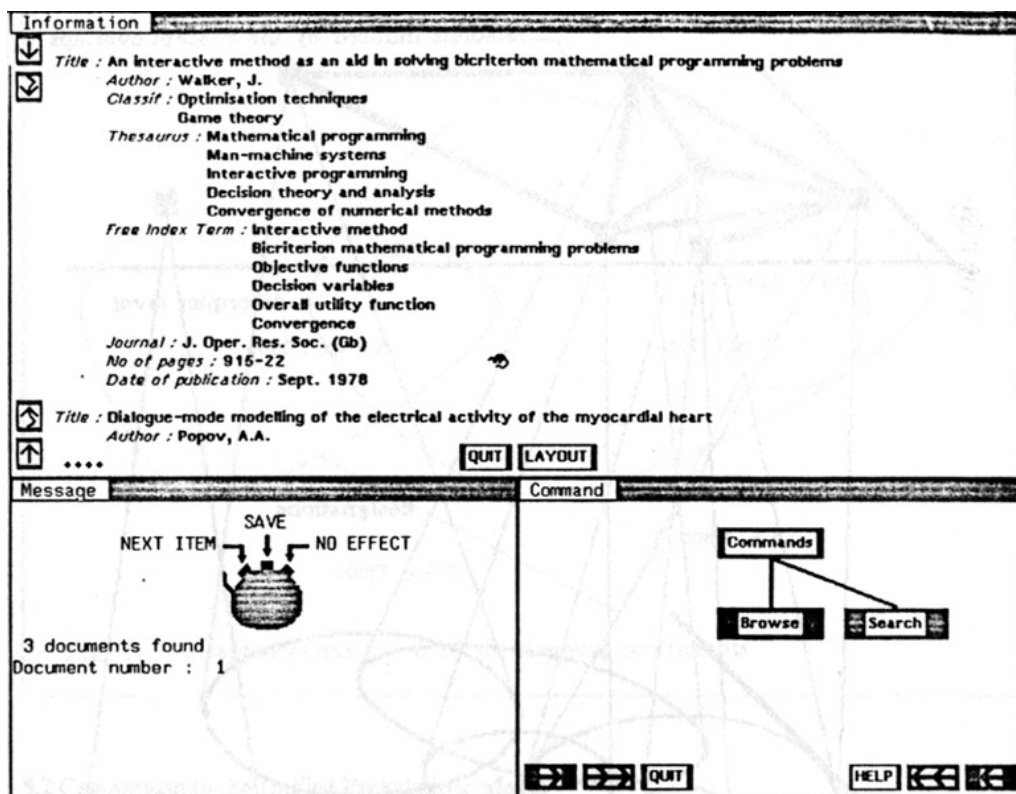 Information
Title : An interactive method as an aid in solving bicriterion mathematical programming problems
Author : Walker, J.
Classif : Optimisation techniques
Game theory
Thesaurus : Mathematical programming
Man-machine systems
Interactive programming
Decision theory and analysis
Convergence of numerical methods
Free Index Term : Interactive method
Bicriterion mathematical programming problems
Objective functions
Decision variables
Overall utility function
Convergence
Journal : J. Oper. Res. Soc. (Gb)
No of pages : 915-22
Date of publication : Sept. 1978
Title : Dialogue-mode modelling of the electrical activity of the myocardial heart
Author : Popov, A.A.
....
QUIT LAYOUT
Message
SAVE
NEXT ITEM NO EFFECT
3 documents found
Document number : 1
Command
Commands
Browse Search
QUIT HELP